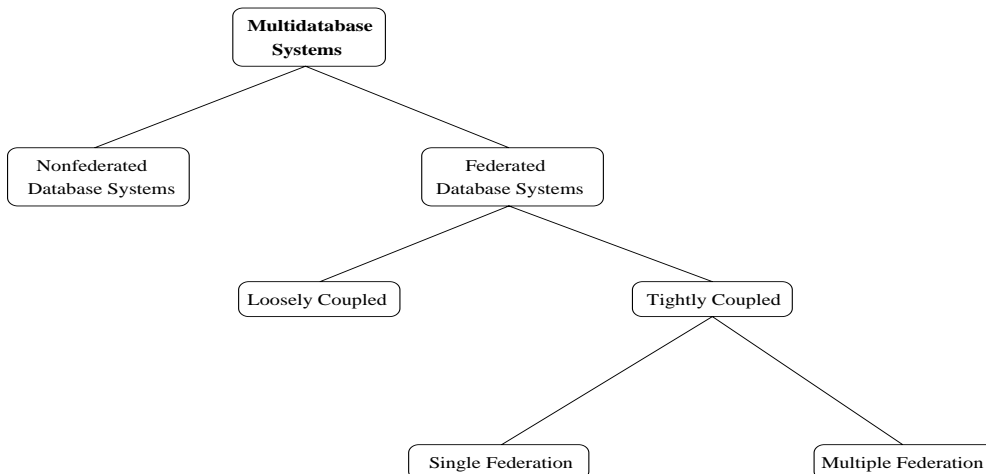 Multidatabase
Systems
Nonfederated
Database Systems
Federated
Database Systems
Loosely Coupled
Tightly Coupled
Single Federation
Multiple Federation